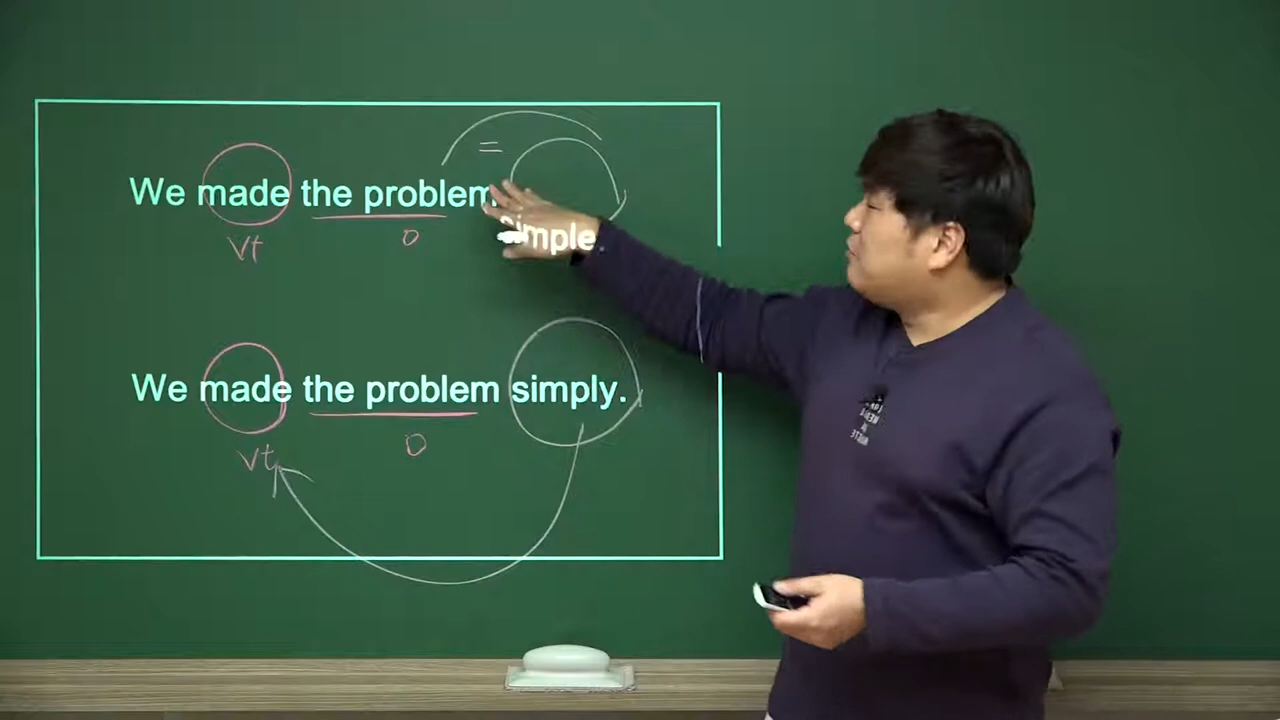 =
We made the problem
simple.
vt o
We made the problem simply.
vt o